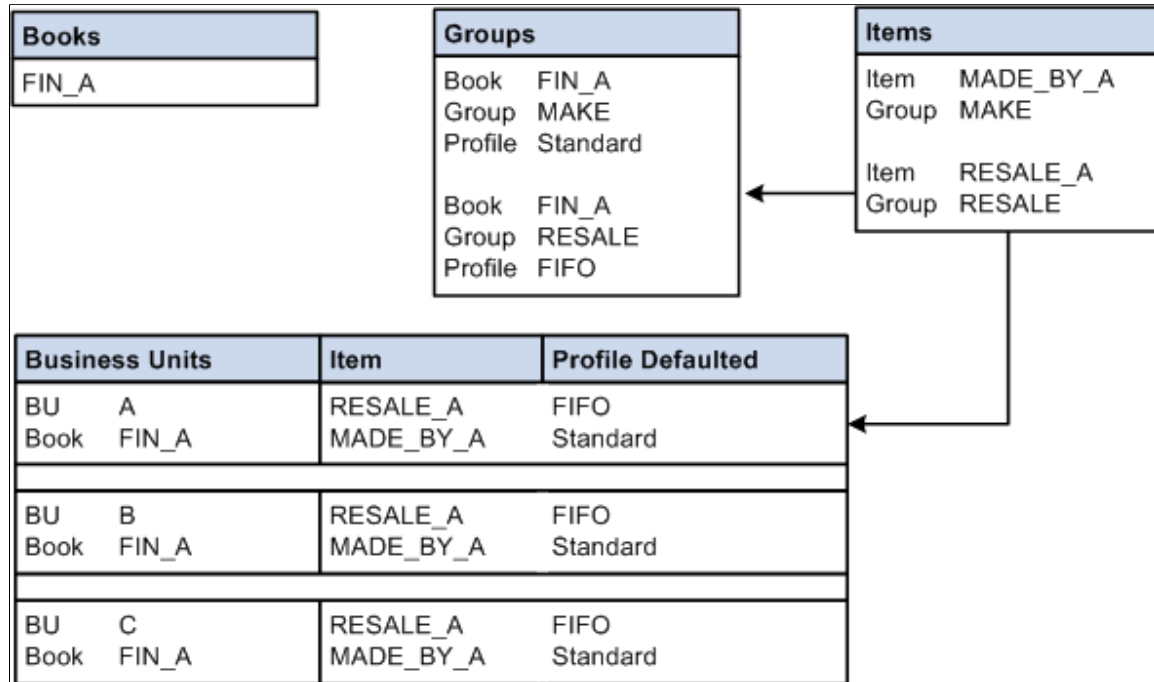 Books
FIN_A
Groups
Book FIN_A
Group MAKE
Profile Standard
Book FIN_A
Group RESALE
Profile FIFO
Items
Item MADE_BY_A
Group MAKE
Item RESALE_A
Group RESALE
Business Units Item Profile Defaulted
BU A RESALE_A FIFO
Book FIN_A MADE_BY_A Standard
BU B RESALE_A FIFO
Book FIN_A MADE_BY_A Standard
BU C RESALE_A FIFO
Book FIN_A MADE_BY_A Standard